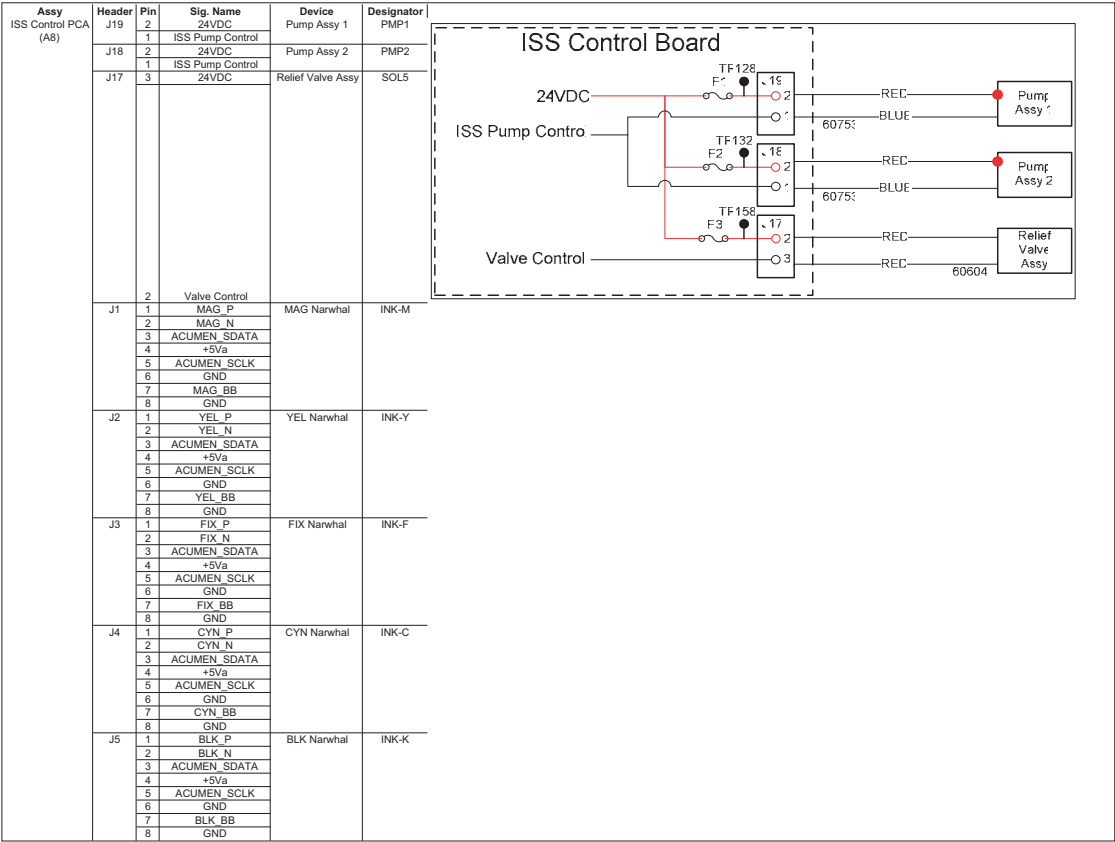 Assy Header Pin Sig. Name Device Designator
ISS Control PCA J19 2 24VDC Pump Assy 1 PMP1
(A8) 1 ISS Pump Control
J18 2 24VDC Pump Assy 2 PMP2
1 ISS Pump Control
J17 3 24VDC Relief Valve Assy SOL5
2 Valve Control
J1 1 MAG_P MAG Narwhal INK-M
2 MAG_N
3 ACUMEN_SDATA
4 +5Va
5 ACUMEN_SCLK
6 GND
7 MAG_BB
8 GND
J2 1 YEL_P YEL Narwhal INK-Y
2 YEL_N
3 ACUMEN_SDATA
4 +5Va
5 ACUMEN_SCLK
6 GND
7 YEL_BB
8 GND
J3 1 FIX_P FIX Narwhal INK-F
2 FIX_N
3 ACUMEN_SDATA
4 +5Va
5 ACUMEN_SCLK
6 GND
7 FIX_BB
8 GND
J4 1 CYN_P CYN Narwhal INK-C
2 CYN_N
3 ACUMEN_SDATA
4 +5Va
5 ACUMEN_SCLK
6 GND
7 CYN_BB
8 GND
J5 1 BLK_P BLK Narwhal INK-K
2 BLK_N
3 ACUMEN_SDATA
4 +5Va
5 ACUMEN_SCLK
6 GND
7 BLK_BB
8 GND
ISS Control Board
24VDC
ISS Pump Contro
Valve Control
2
RED
Pump
Assy
BLUE
F2
2
RED
Pump
Assy 2
BLUE
F3
2
RED
Relief
Valve
Assy
3
RED
60604